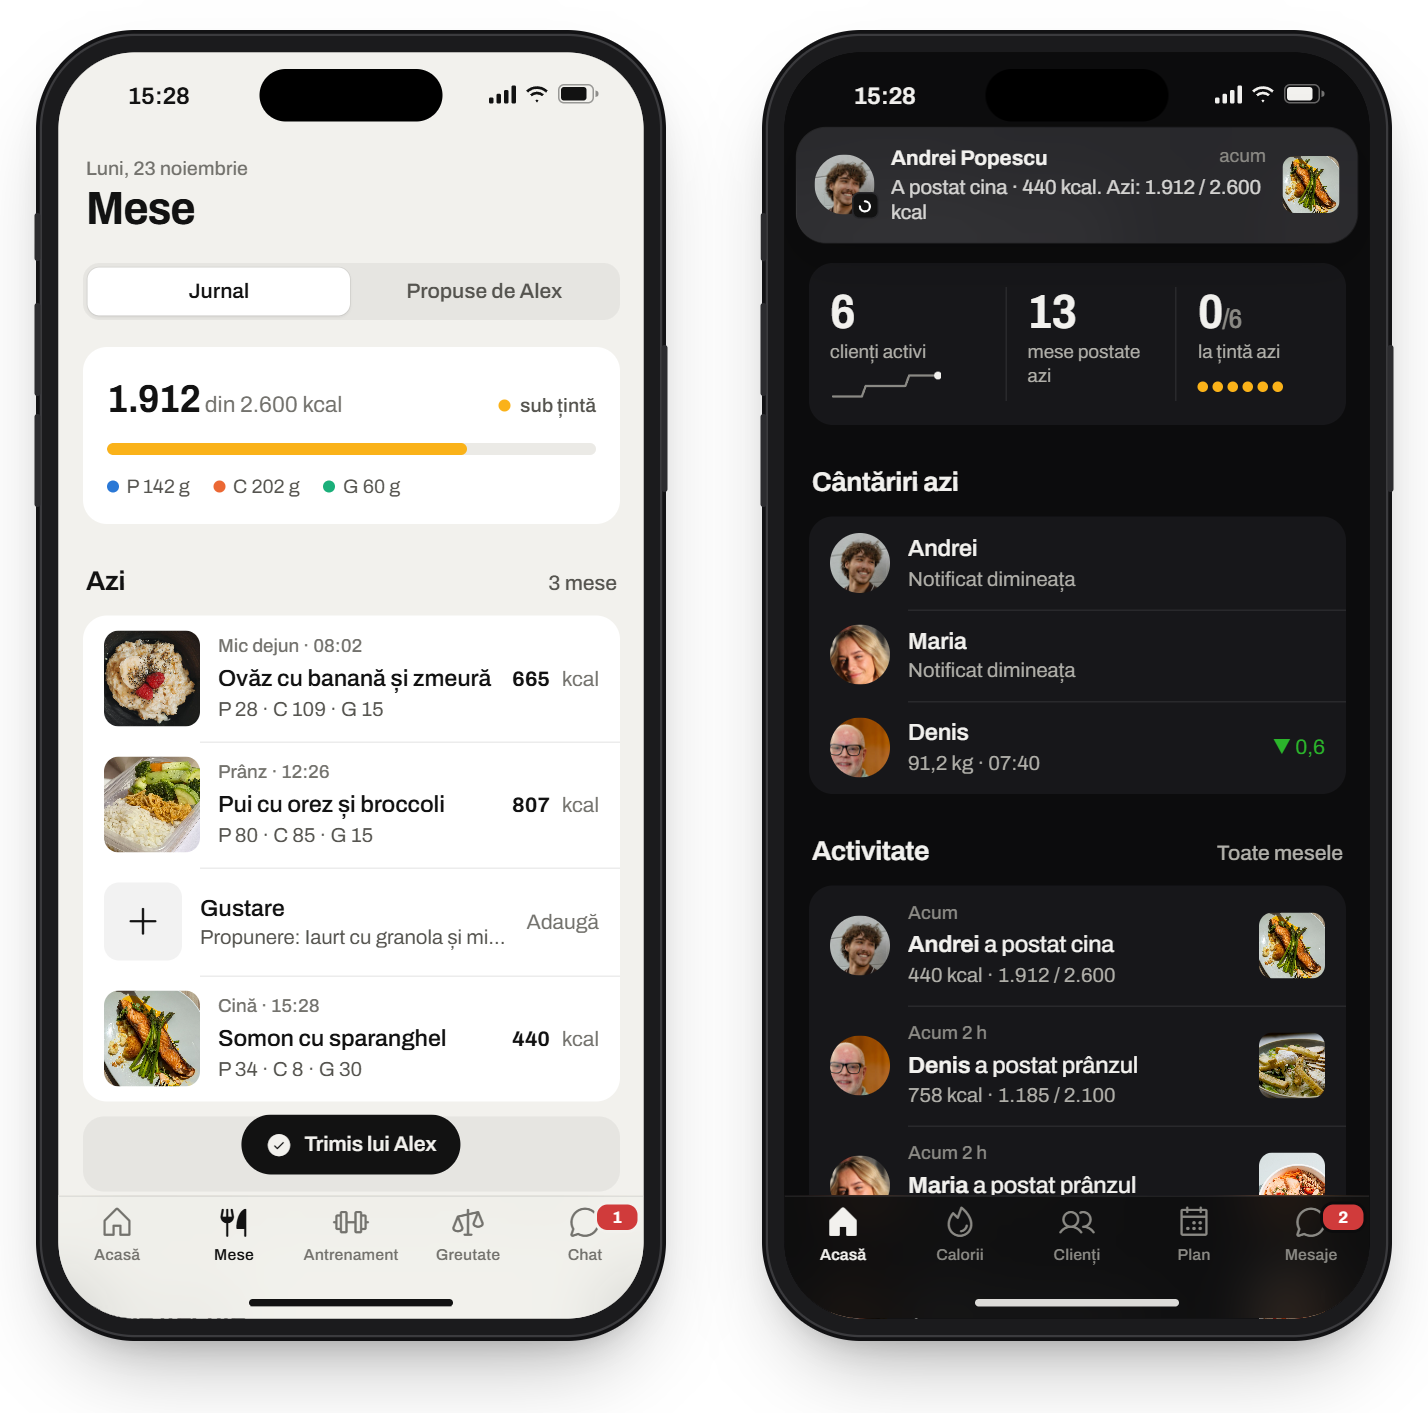 15:28
Luni, 23 noiembrie
Mese
Jurnal
Propuse de Alex
1.912 din 2.600 kcal
sub țintă
P 142 g
C 202 g
G 60 g
Azi
3 mese
Mic dejun · 08:02
Ovăz cu banană și zmeură 665 kcal
P 28 · C 109 · G 15
Prânz · 12:26
Pui cu orez și broccoli 807 kcal
P 80 · C 85 · G 15
Gustare
Propunere: Iaurt cu granola și mi...
Adaugă
Cină · 15:28
Somon cu sparanghel 440 kcal
P 34 · C 8 · G 30
Trimis lui Alex
Acasă
Mese
Antrenament
Greutate
Chat
1
15:28
Andrei Popescu
acum
A postat cina · 440 kcal. Azi: 1.912 / 2.600
kcal
6
clienți activi
13
mese postate
azi
0/6
la țintă azi
Cântăriri azi
Andrei
Notificat dimineața
Maria
Notificat dimineața
Denis
91,2 kg · 07:40
▼ 0,6
Activitate
Toate mesele
Acum
Andrei a postat cina
440 kcal · 1.912 / 2.600
Acum 2 h
Denis a postat prânzul
758 kcal · 1.185 / 2.100
Acum 2 h
Maria a postat prânzul
Acasă
Calorii
Clienți
Plan
Mesaje
2